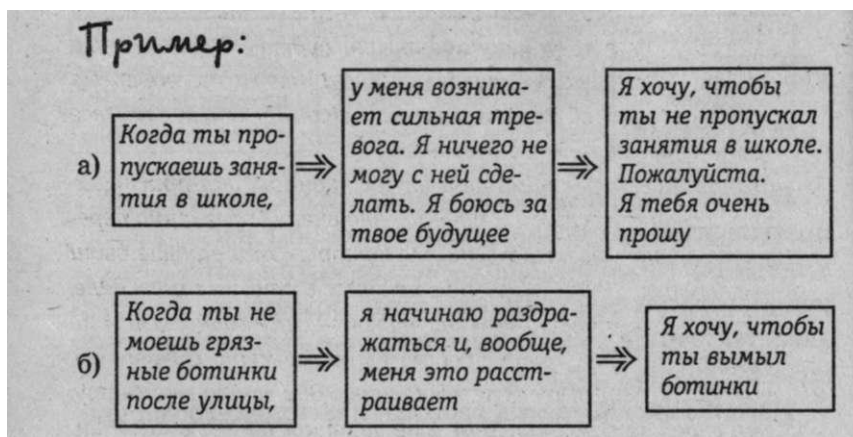 Пример:
а)
Когда ты про-
пускаешь заня-
тия в школе,
у меня возника-
ет сильная тре-
вога. Я ничего не
могу с ней сде-
лать. Я боюсь за
твое будущее
Я хочу, чтобы
ты не пропускал
занятия в школе.
Пожалуйста.
Я тебя очень
прошу
б)
Когда ты не
моешь гряз-
ные ботинки
после улицы,
я начинаю раздра-
жаться и, вообще,
меня это расст-
раивает
Я хочу, чтобы
ты вымыл
ботинки